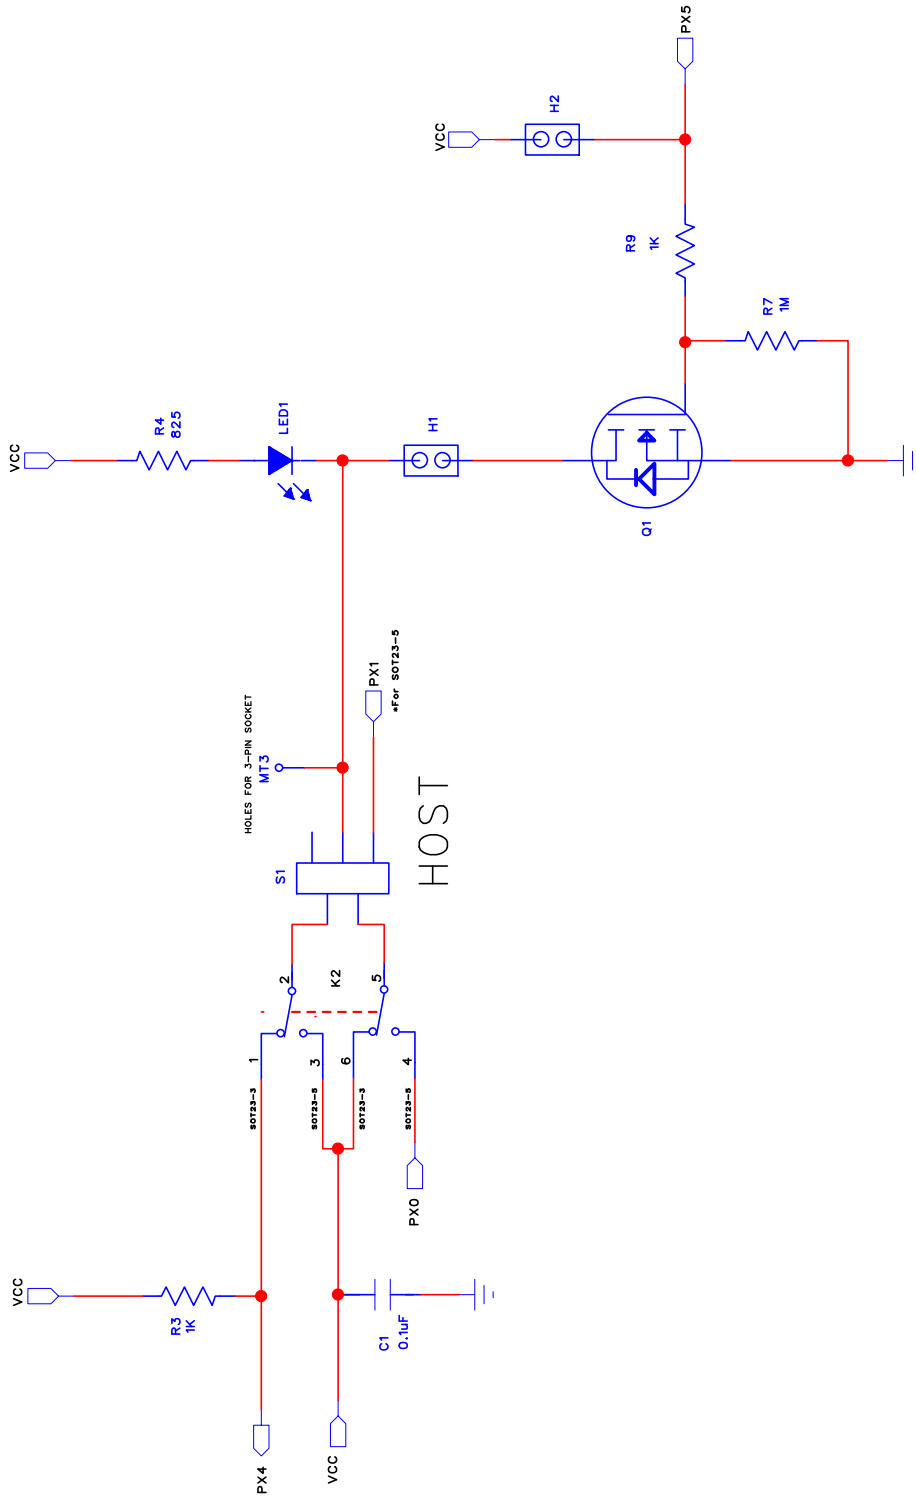 PX5
H2
VCC
R9
1K
R7
1M
LED1
R4
825
VCC
H1
Q1
HOLES FOR 3-PIN SOCKET
MT3
PX1
*For SOT23-5
HOST
S1
K2
2
5
1
3
6
4
SOT23-3
SOT23-5
SOT23-3
SOT23-5
PX0
VCC
R3
1K
C1
0.1uF
PX4
VCC